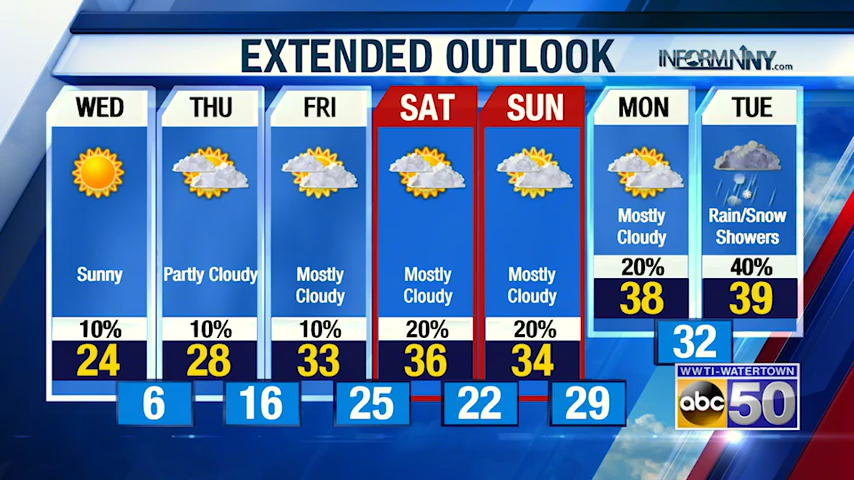 EXTENDED OUTLOOK
INFORMNNY.com
WED
THU
FRI
SAT
SUN
MON
TUE
Sunny
Partly Cloudy
Mostly
Cloudy
Mostly
Cloudy
Mostly
Cloudy
Mostly
Cloudy
Rain/Snow
Showers
10%
10%
10%
20%
20%
20%
40%
24
28
33
36
34
38
39
6
16
25
22
29
32
WWTI-WATERTOWN
abc 50